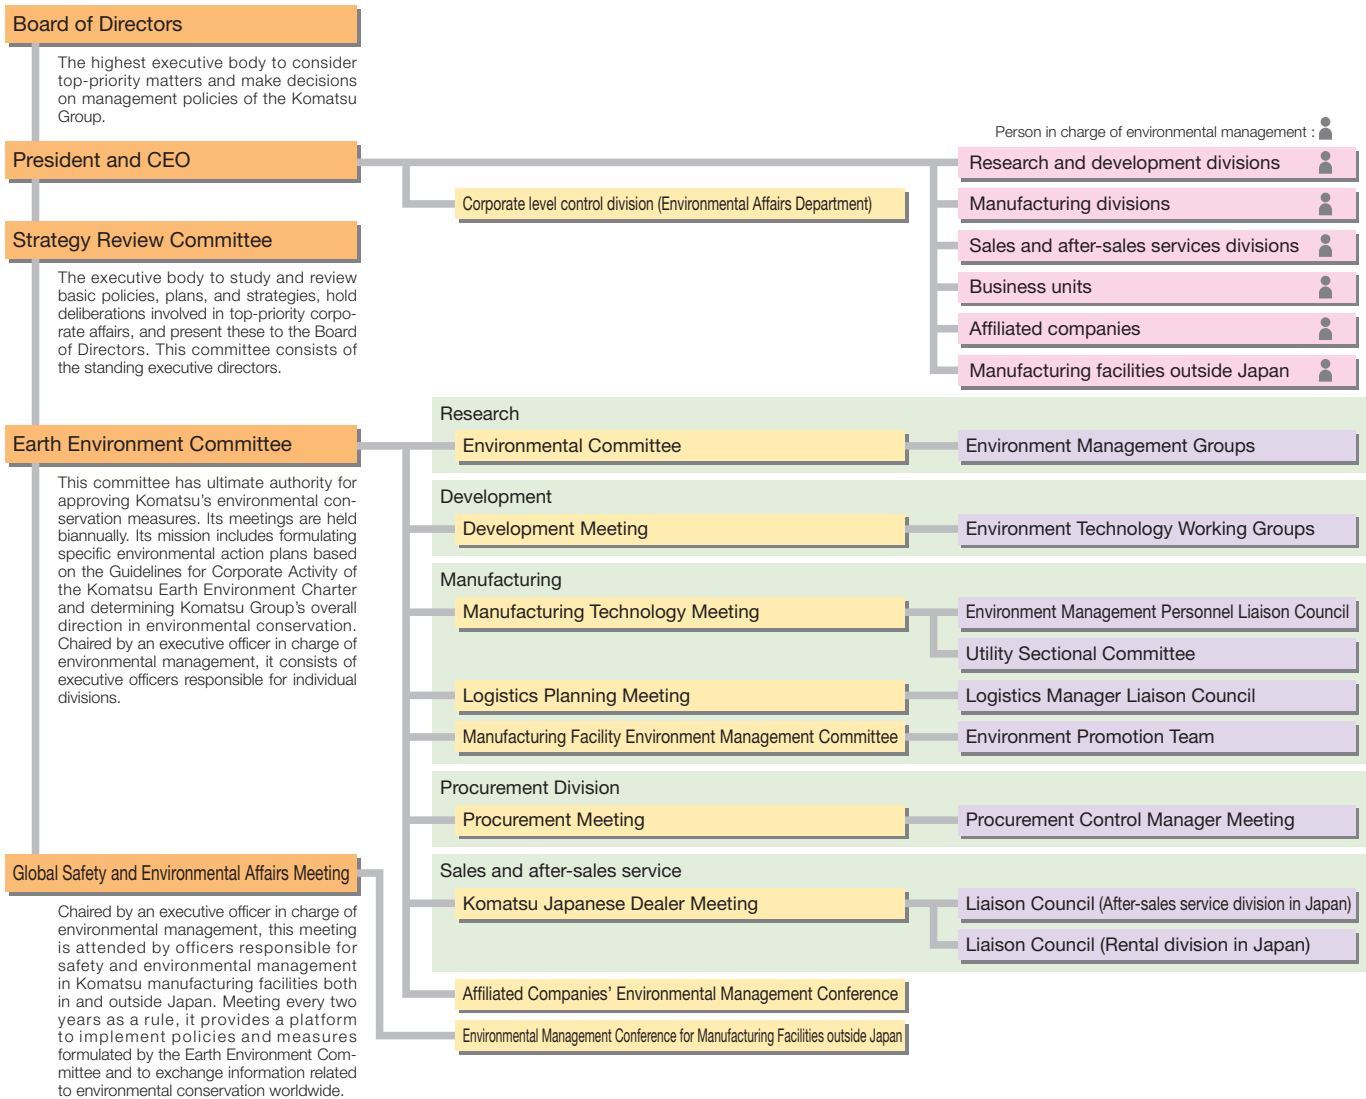 Board of Directors
The highest executive body to consider
top-priority matters and make decisions
on management policies of the Komatsu
Group.
President and CEO
Strategy Review Committee
The executive body to study and review
basic policies, plans, and strategies, hold
deliberations involved in top-priority corpo-
rate affairs, and present these to the Board
of Directors. This committee consists of
the standing executive directors.
Earth Environment Committee
This committee has ultimate authority for
approving Komatsu's environmental con-
servation measures. Its meetings are held
biannually. Its mission includes formulating
specific environmental action plans based
on the Guidelines for Corporate Activity of
the Komatsu Earth Environment Charter
and determining Komatsu Group's overall
direction in environmental conservation.
Chaired by an executive officer in charge of
environmental management, it consists of
executive officers responsible for individual
divisions.
Global Safety and Environmental Affairs Meeting
Chaired by an executive officer in charge of
environmental management, this meeting
is attended by officers responsible for
safety and environmental management
in Komatsu manufacturing facilities both
in and outside Japan. Meeting every two
years as a rule, it provides a platform
to implement policies and measures
formulated by the Earth Environment Com-
mittee and to exchange information related
to environmental conservation worldwide.
Person in charge of environmental management :
Corporate level control division (Environmental Affairs Department)
Research and development divisions
Manufacturing divisions
Sales and after-sales services divisions
Business units
Affiliated companies
Manufacturing facilities outside Japan
Research
Environmental Committee
Environment Management Groups
Development
Development Meeting
Environment Technology Working Groups
Manufacturing
Manufacturing Technology Meeting
Environment Management Personnel Liaison Council
Utility Sectional Committee
Logistics Planning Meeting
Logistics Manager Liaison Council
Manufacturing Facility Environment Management Committee
Environment Promotion Team
Procurement Division
Procurement Meeting
Procurement Control Manager Meeting
Sales and after-sales service
Komatsu Japanese Dealer Meeting
Liaison Council (After-sales service division in Japan)
Liaison Council (Rental division in Japan)
Affiliated Companies' Environmental Management Conference
Environmental Management Conference for Manufacturing Facilities outside Japan